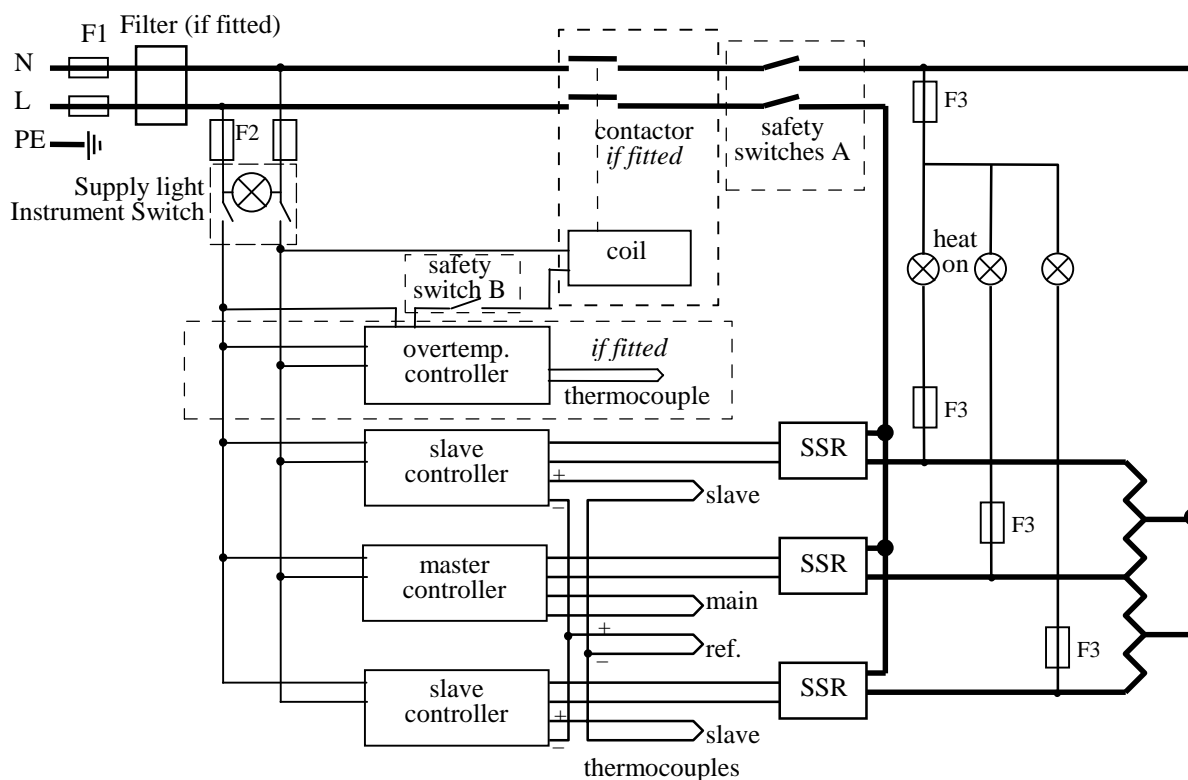 F1
Filter (if fitted)
N
L
PE
F2
F3
contactor
if fitted
safety
switches A
Supply light
Instrument Switch
coil
heat
on
safety
switch B
overtemp.
controller
if fitted
thermocouple
F3
slave
controller
+
–
SSR
slave
F3
master
controller
SSR
main
+
ref.
–
F3
slave
controller
+
–
SSR
slave
thermocouples